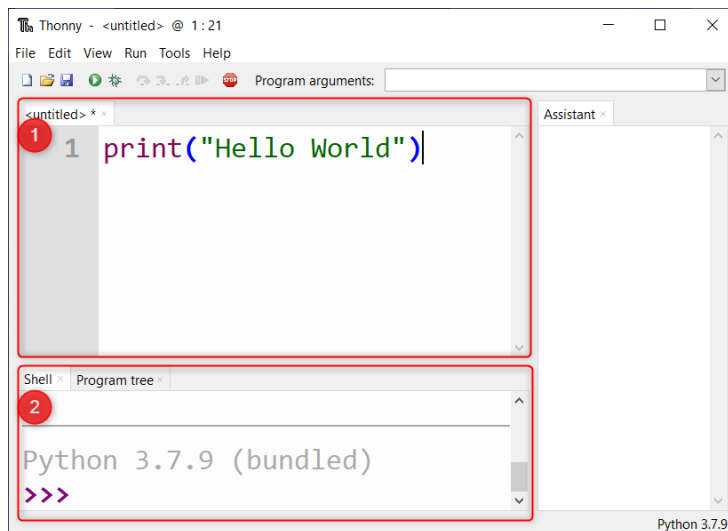 Thonny - <untitled> @ 1:21
File Edit View Run Tools Help
Program arguments:
<untitled> *
Assistant
1
1 print("Hello World")
Shell
Program tree
2
Python 3.7.9 (bundled)
>>>
Python 3.7.9